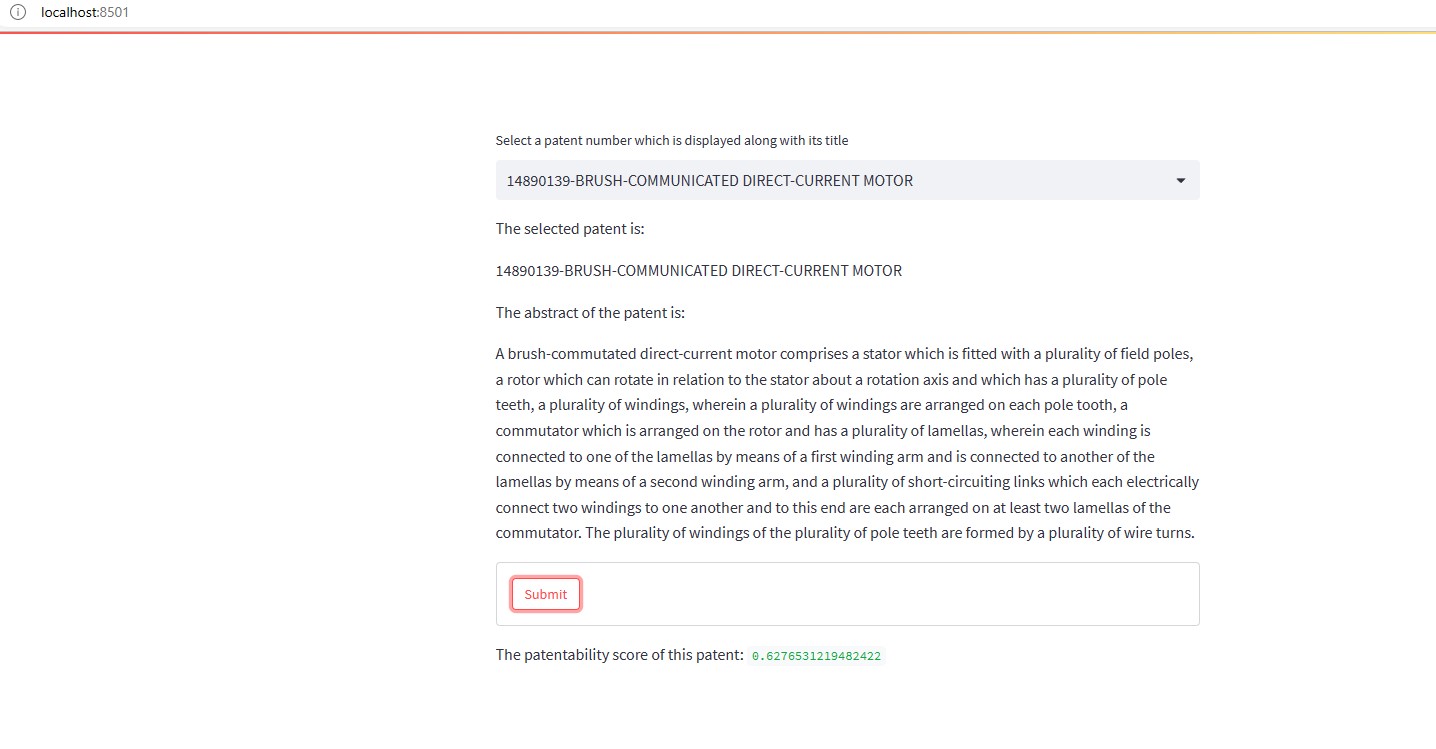 localhost:8501
Select a patent number which is displayed along with its title
14890139-BRUSH-COMMUNICATED DIRECT-CURRENT MOTOR
The selected patent is:
14890139-BRUSH-COMMUNICATED DIRECT-CURRENT MOTOR
The abstract of the patent is:
A brush-commutated direct-current motor comprises a stator which is fitted with a plurality of field poles,
a rotor which can rotate in relation to the stator about a rotation axis and which has a plurality of pole
teeth, a plurality of windings, wherein a plurality of windings are arranged on each pole tooth, a
commutator which is arranged on the rotor and has a plurality of lamellas, wherein each winding is
connected to one of the lamellas by means of a first winding arm and is connected to another of the
lamellas by means of a second winding arm, and a plurality of short-circuiting links which each electrically
connect two windings to one another and to this end are each arranged on at least two lamellas of the
commutator. The plurality of windings of the plurality of pole teeth are formed by a plurality of wire turns.
Submit
The patentability score of this patent: 0.6276531219482422